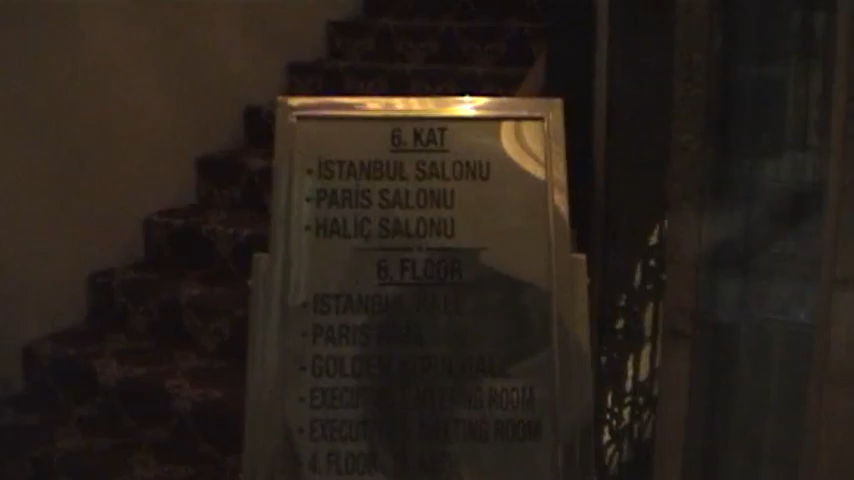 6. KAT
• İSTANBUL SALONU
• PARİS SALONU
• HALİÇ SALONU
6. FLOOR
• ISTANBUL HALL
• PARIS HALL
• GOLDEN HORN HALL
• EXECUTIVE MEETING ROOM
• EXECUTIVE MEETING ROOM
4. FLOOR